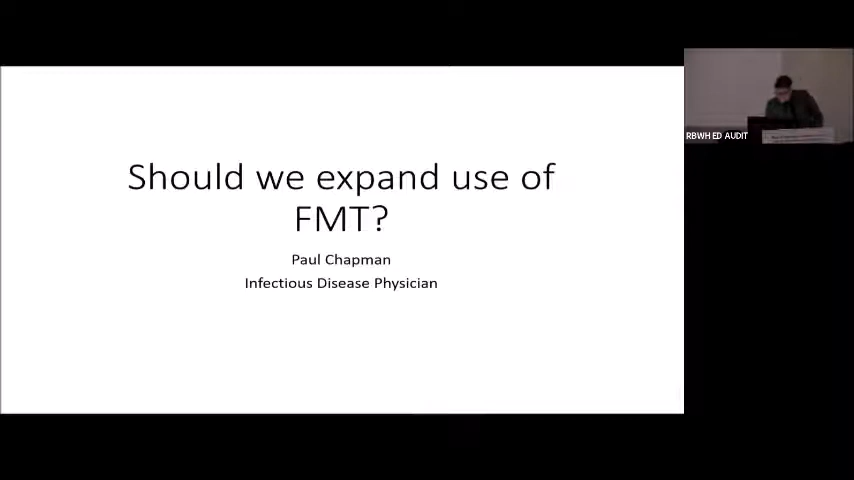 Should we expand use of
FMT?
Paul Chapman
Infectious Disease Physician
RBWH ED AUDIT